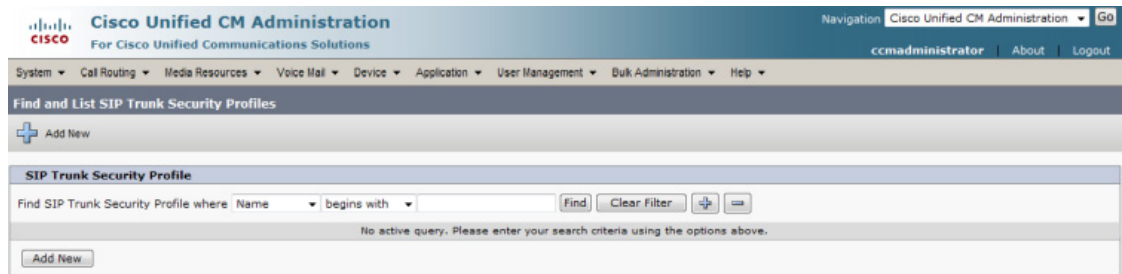 Cisco Unified CM Administration
Navigation Cisco Unified CM Administration Go
CISCO
For Cisco Unified Communications Solutions
ccmadministrator About Logout
System Call Routing Media Resources Voice Mail Device Application User Management Bulk Administration Help
Find and List SIP Trunk Security Profiles
Add New
SIP Trunk Security Profile
Find SIP Trunk Security Profile where Name begins with Find Clear Filter
No active query. Please enter your search criteria using the options above.
Add New